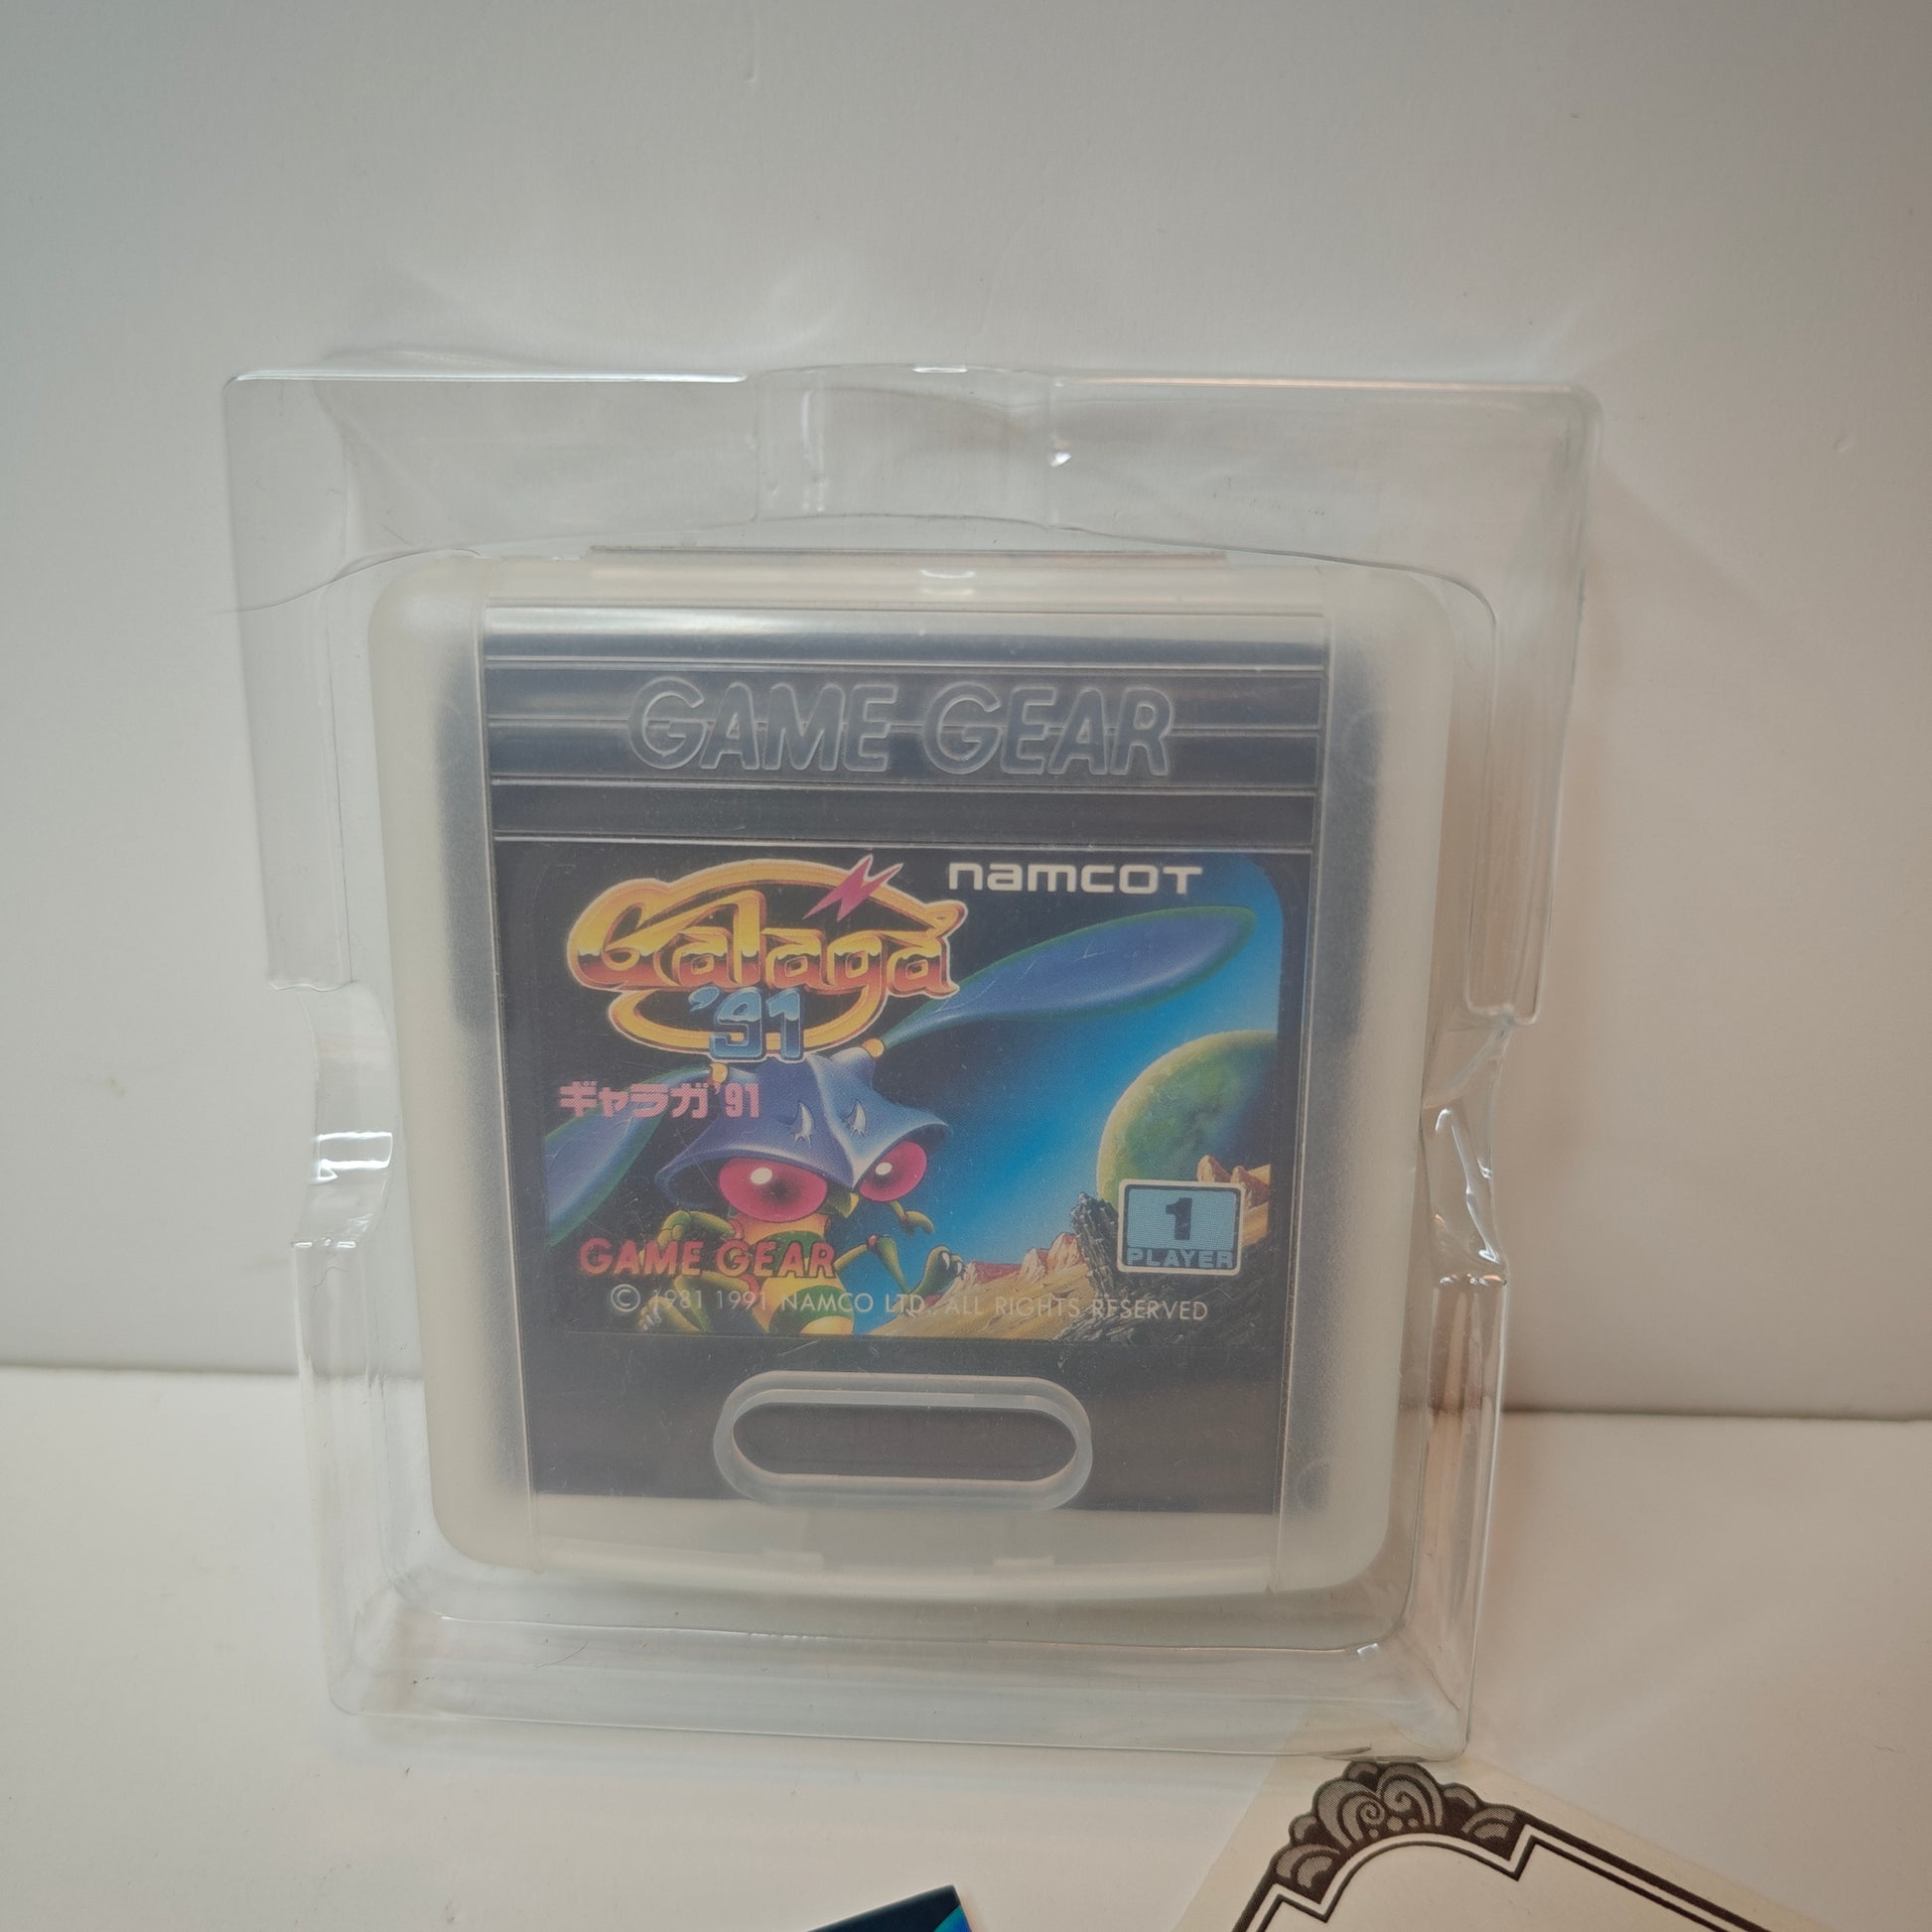 GAME GEAR
namcoT
Galaga
'91
ギャラガ'91
1
PLAYER
GAME GEAR
© 1981 1991 NAMCO LTD. ALL RIGHTS RESERVED